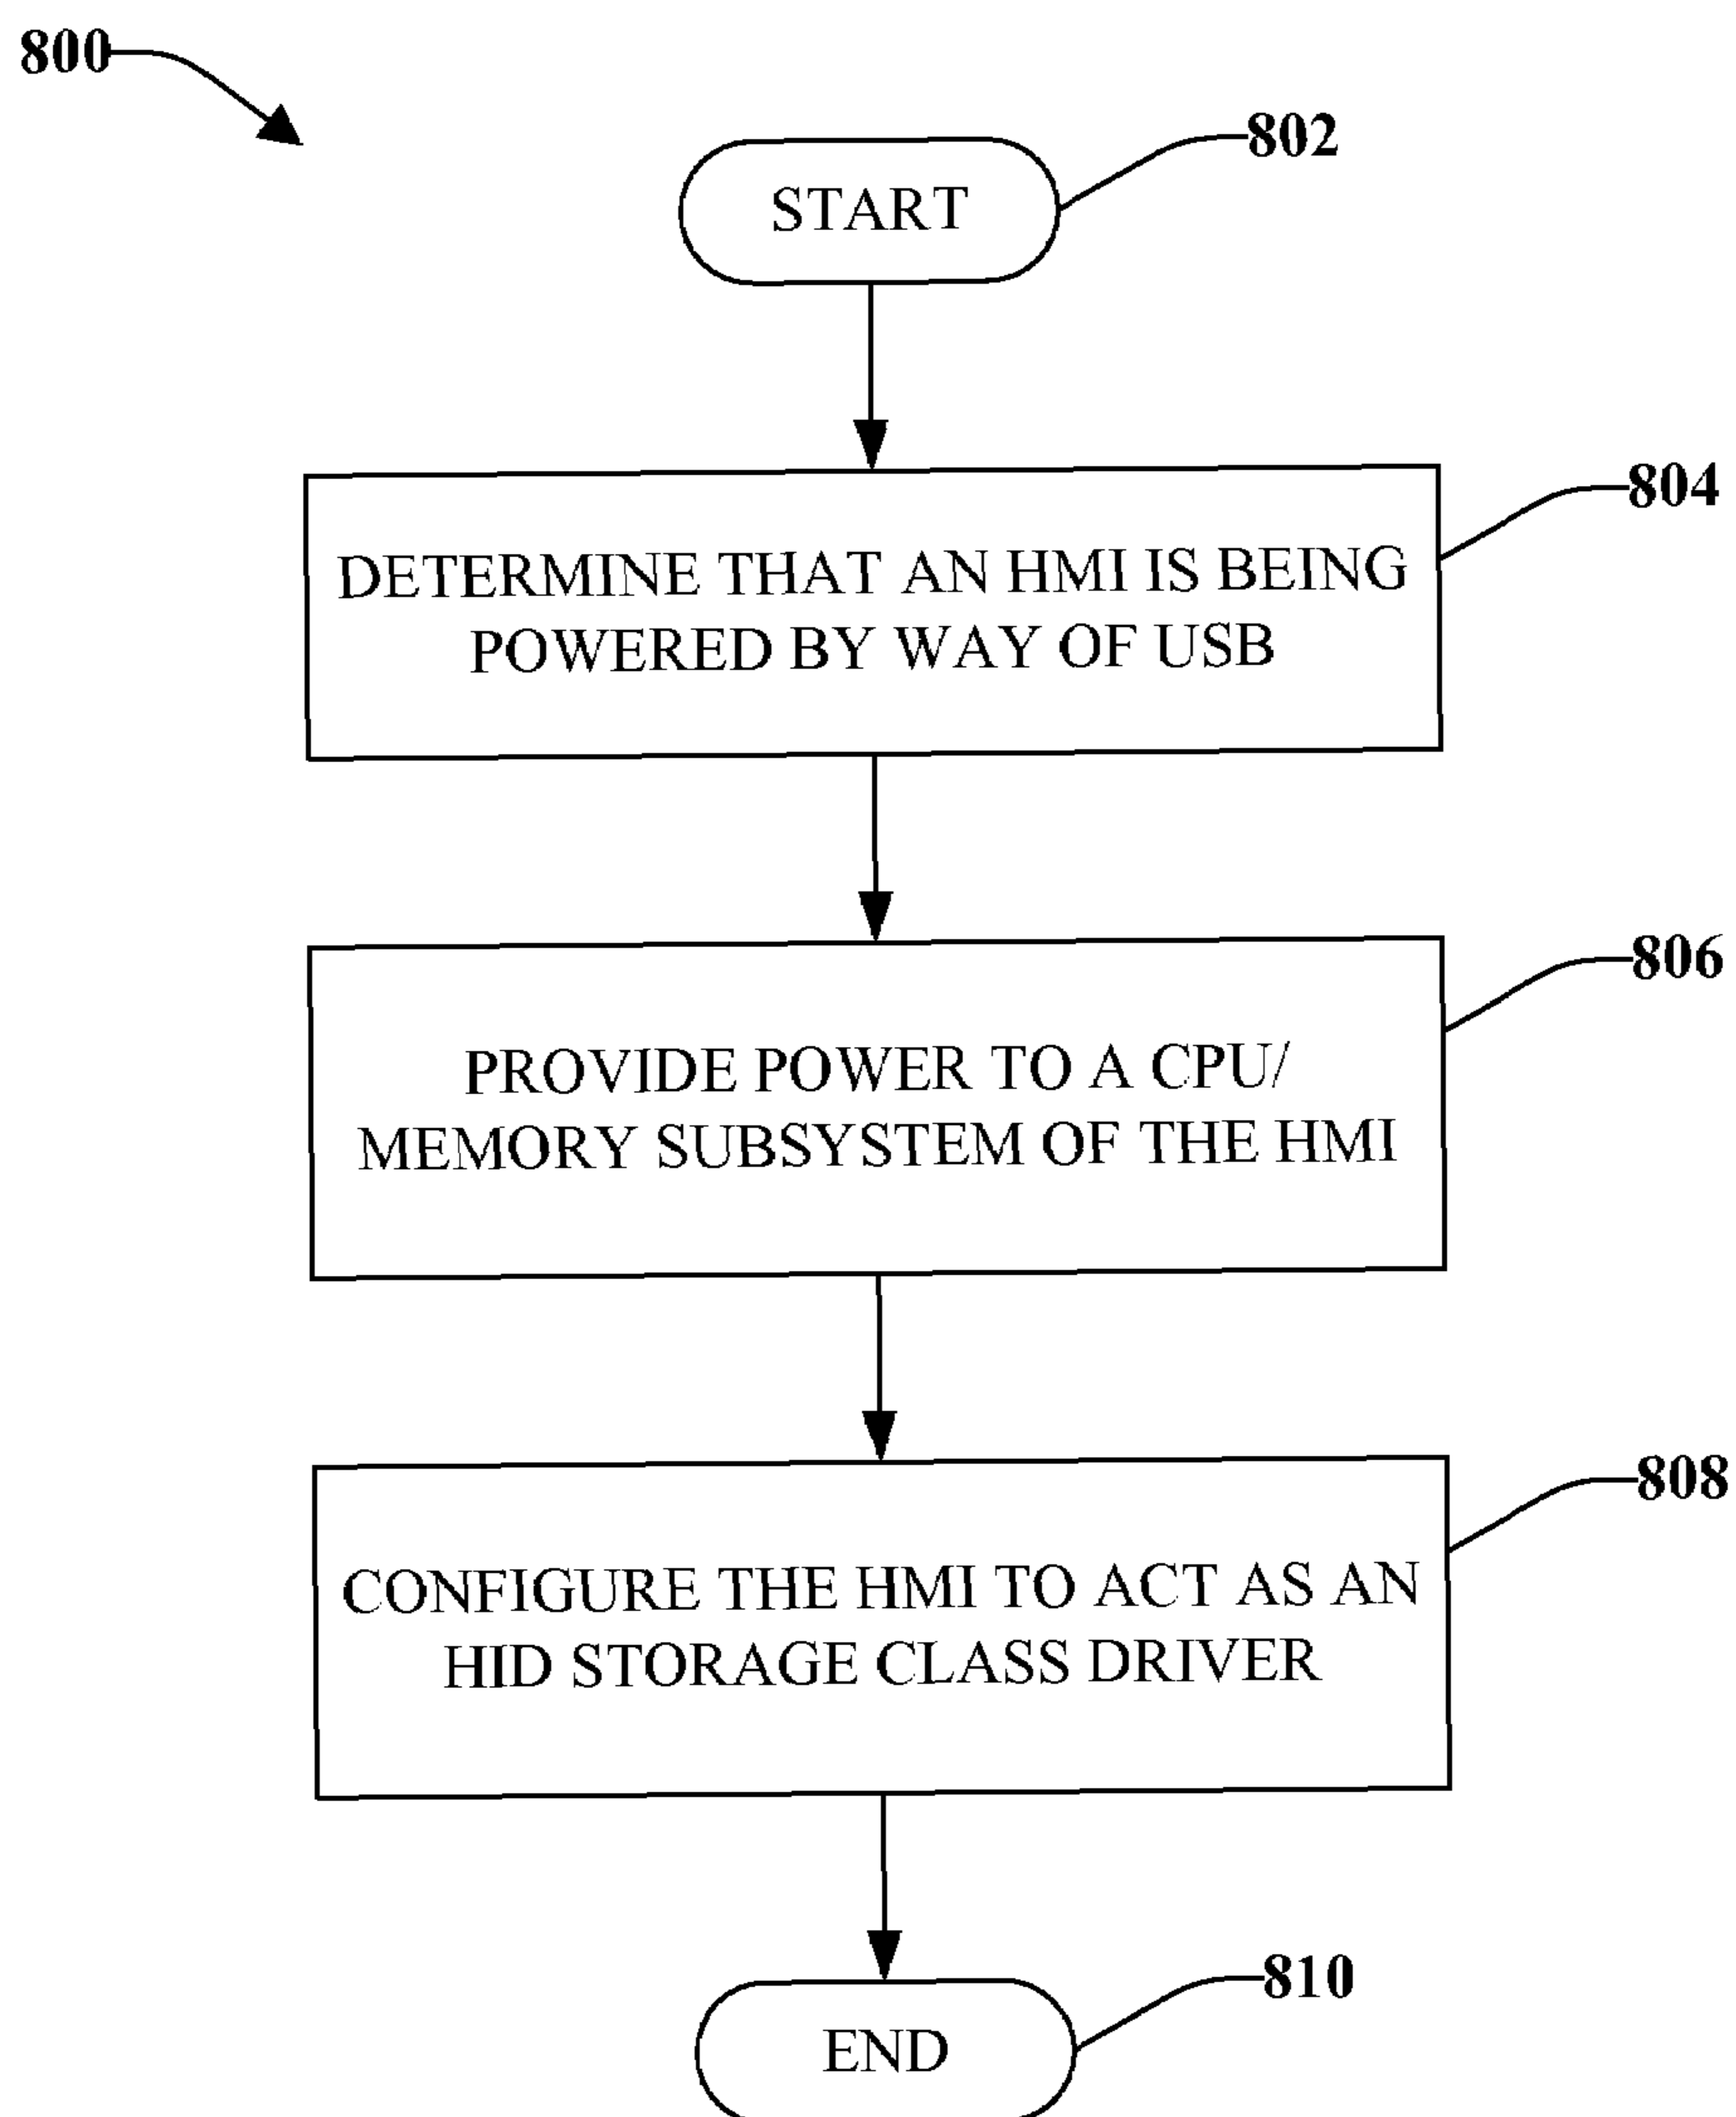 800
802
START
804
DETERMINE THAT AN HMI IS BEING
POWERED BY WAY OF USB
806
PROVIDE POWER TO A CPU/
MEMORY SUBSYSTEM OF THE HMI
808
CONFIGURE THE HMI TO ACT AS AN
HID STORAGE CLASS DRIVER
810
END